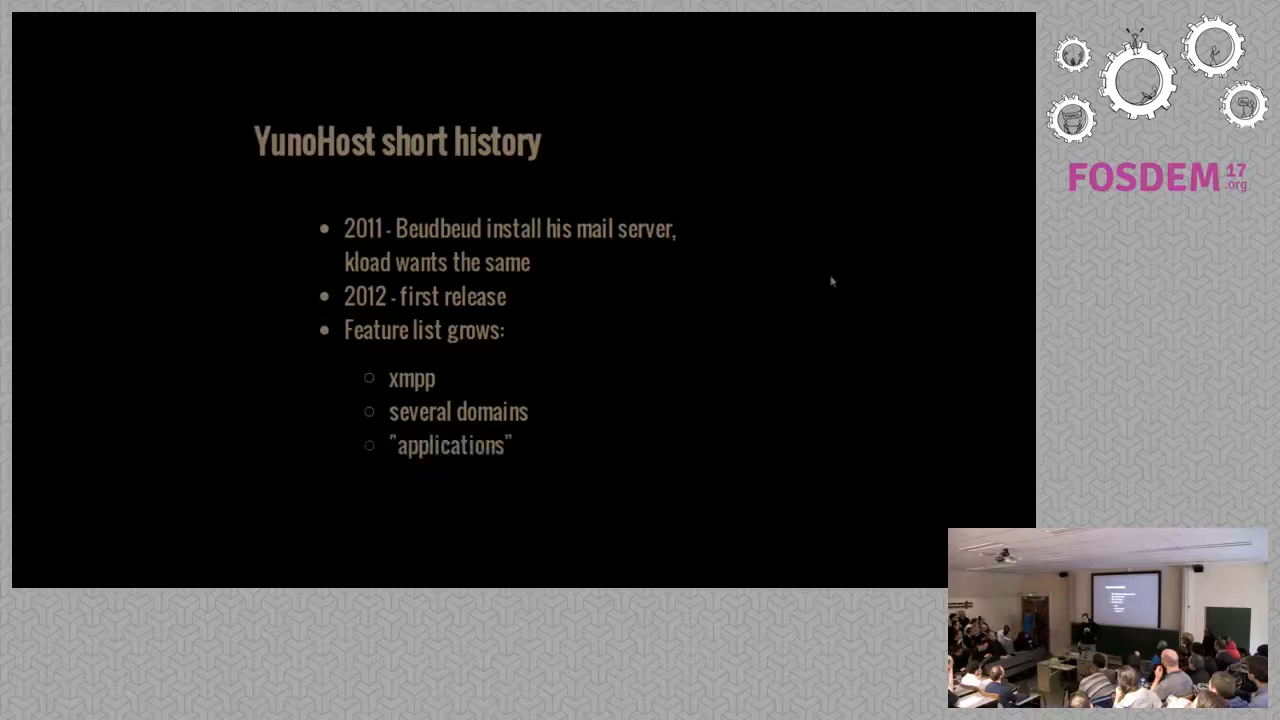 YunoHost short history
2011 - Beudbeud install his mail server,
kload wants the same
2012 - first release
Feature list grows:
xmpp
several domains
"applications"
FOSDEM 17
.org